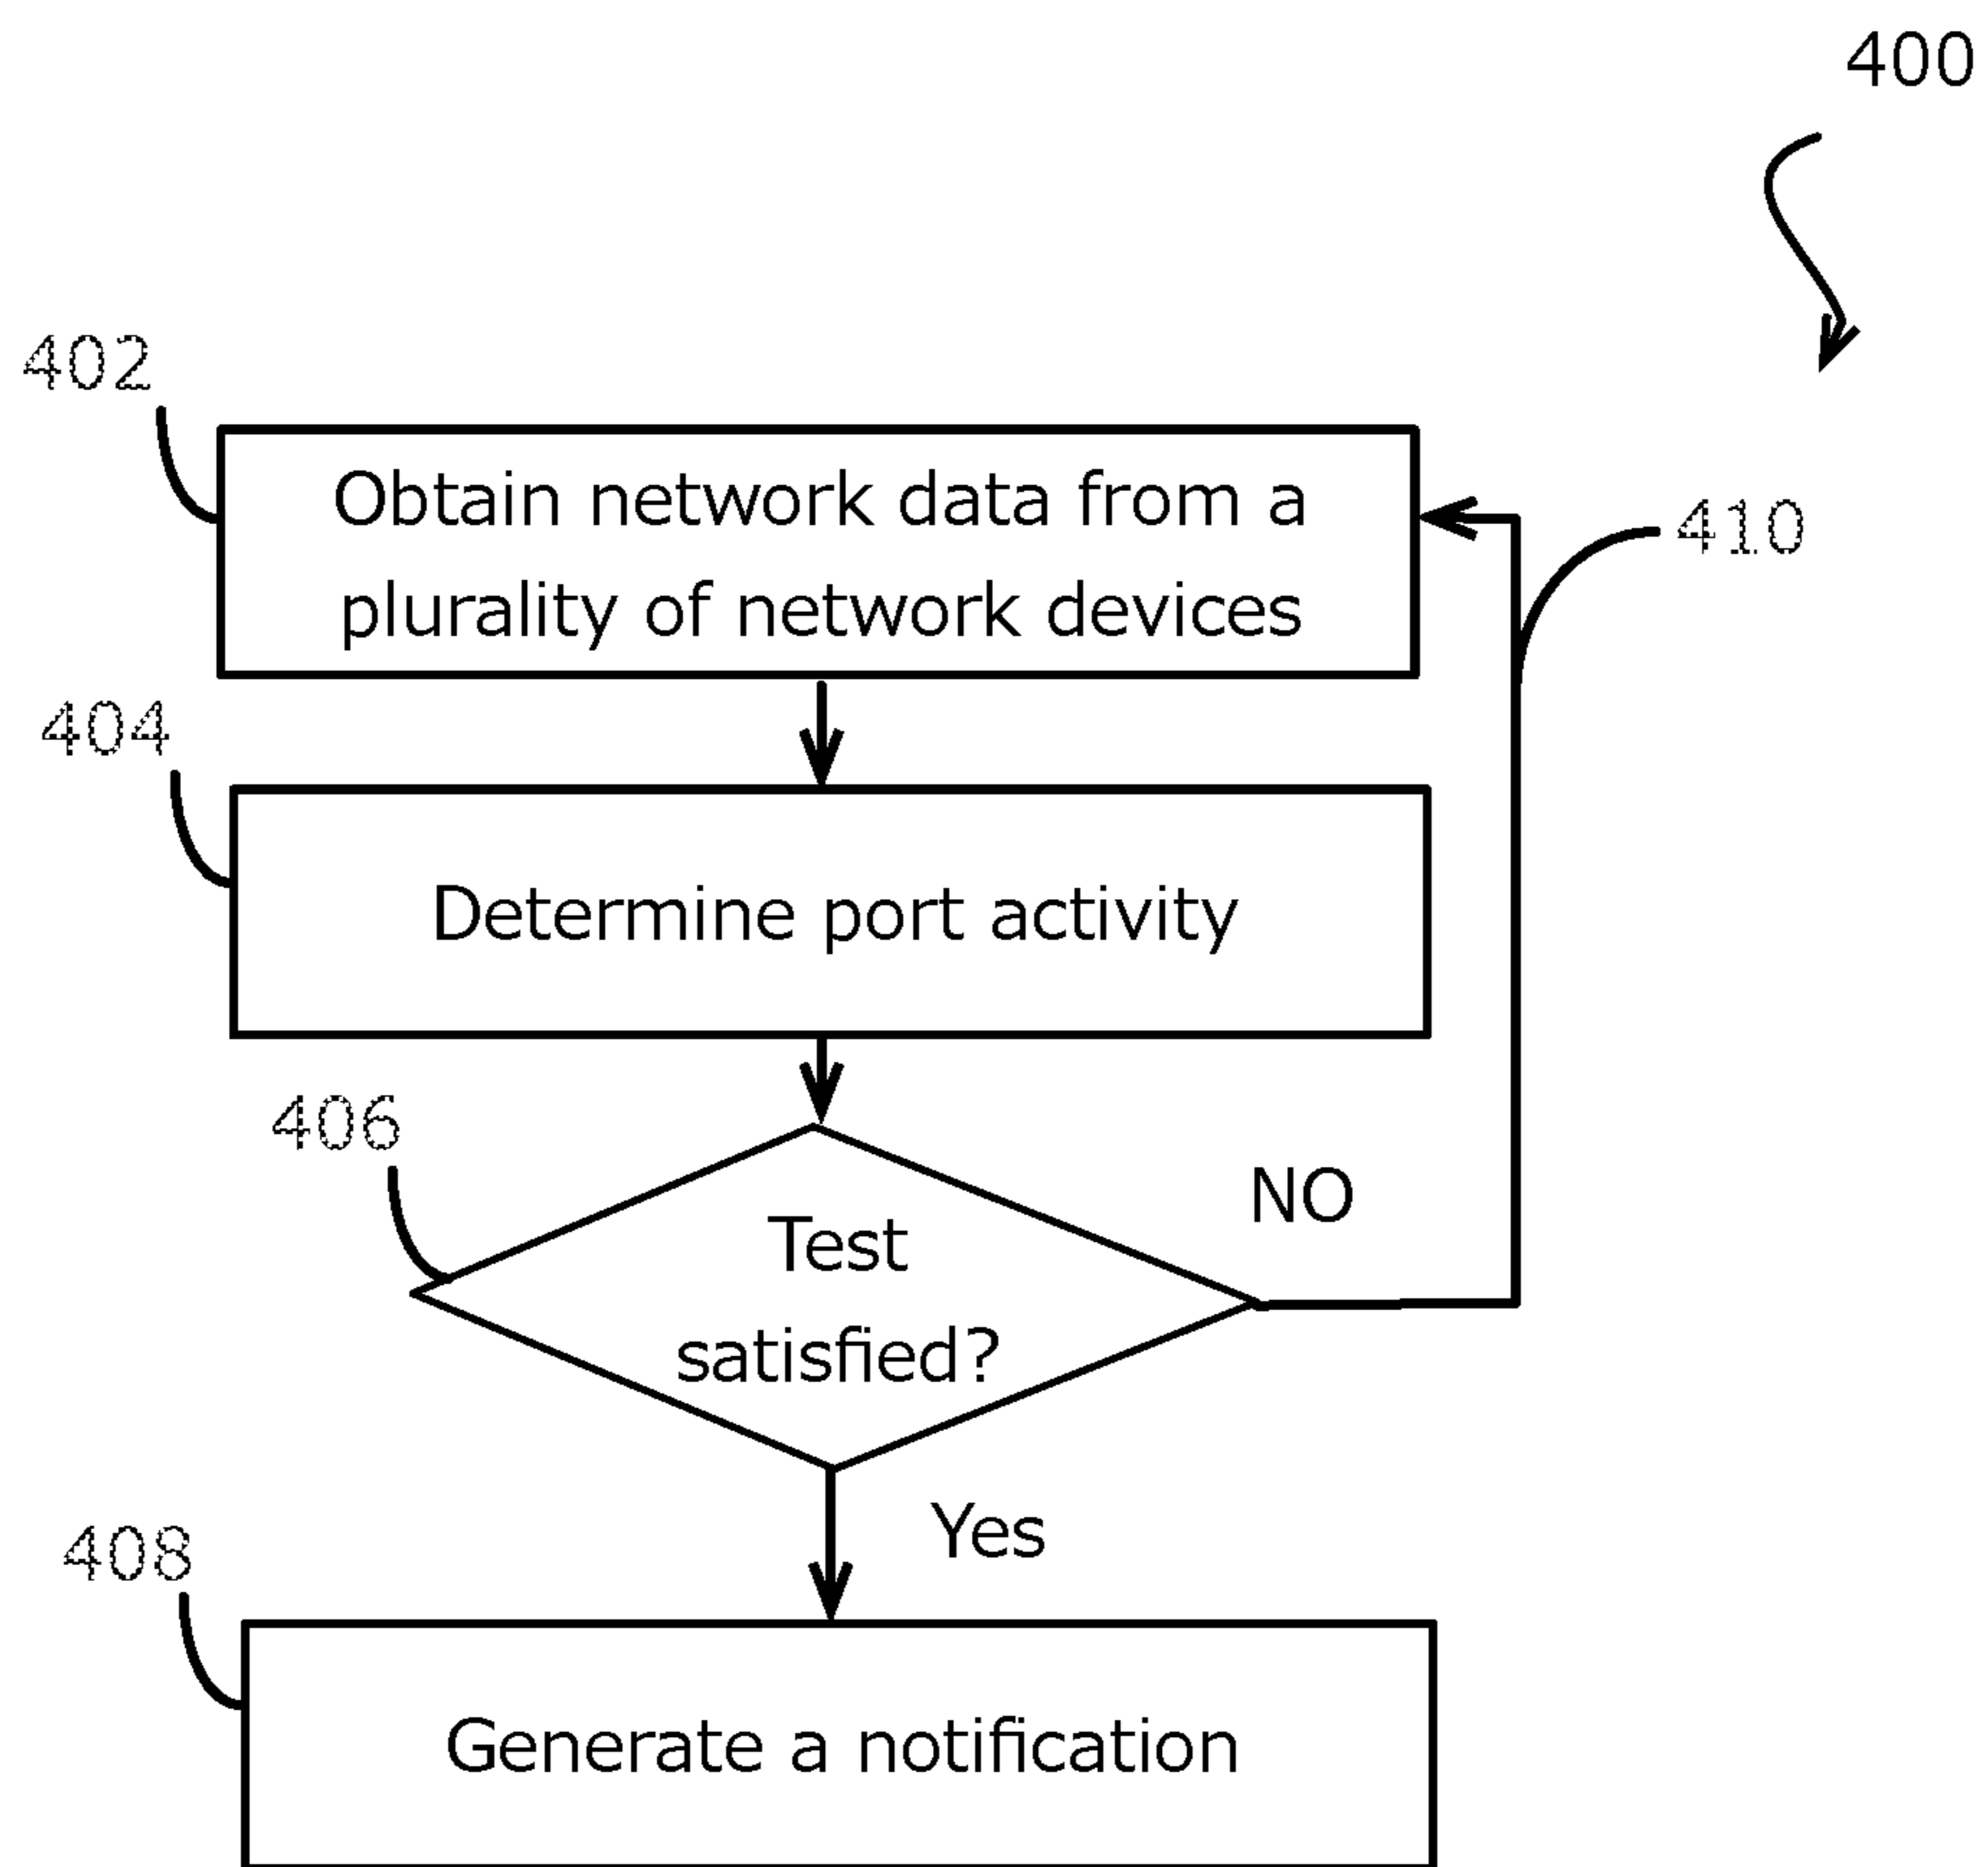 400
402
Obtain network data from a
plurality of network devices
410
404
Determine port activity
406
NO
Test
satisfied?
Yes
408
Generate a notification